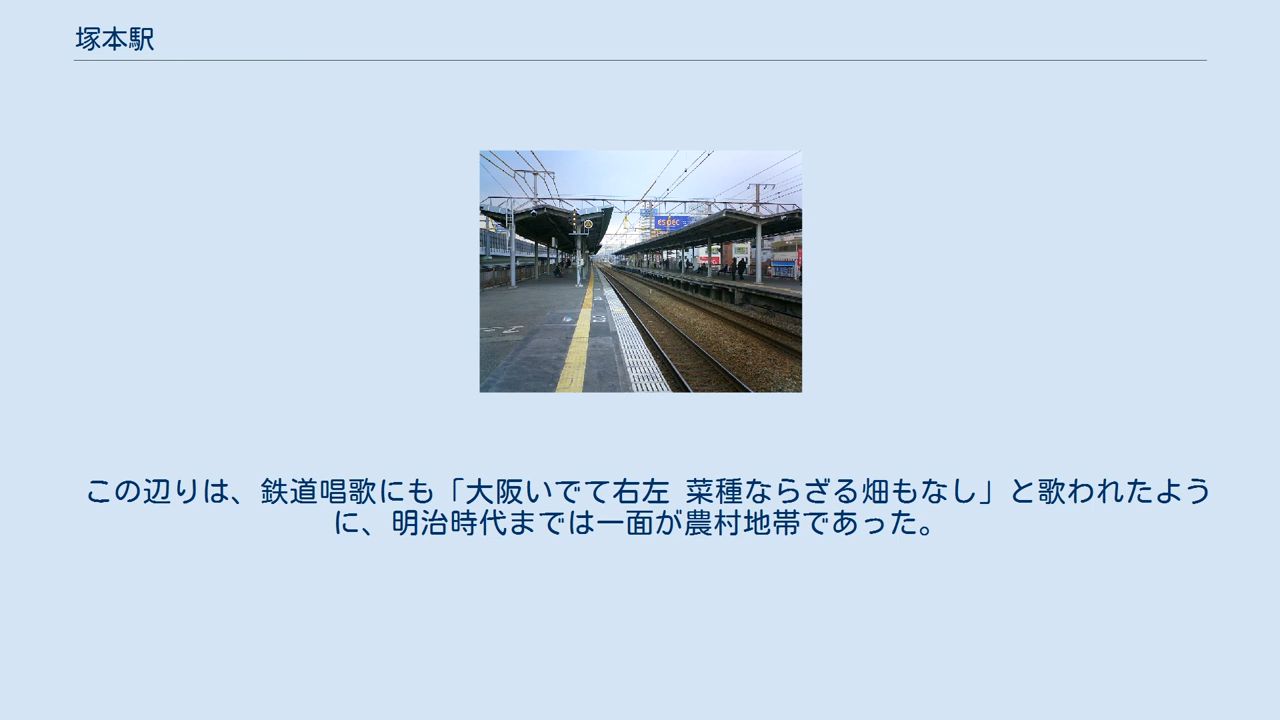 塚本駅
espec
この辺りは、鉄道唱歌にも「大阪いでて右左 菜種ならざる畑もなし」と歌われたよう
に、明治時代までは一面が農村地帯であった。